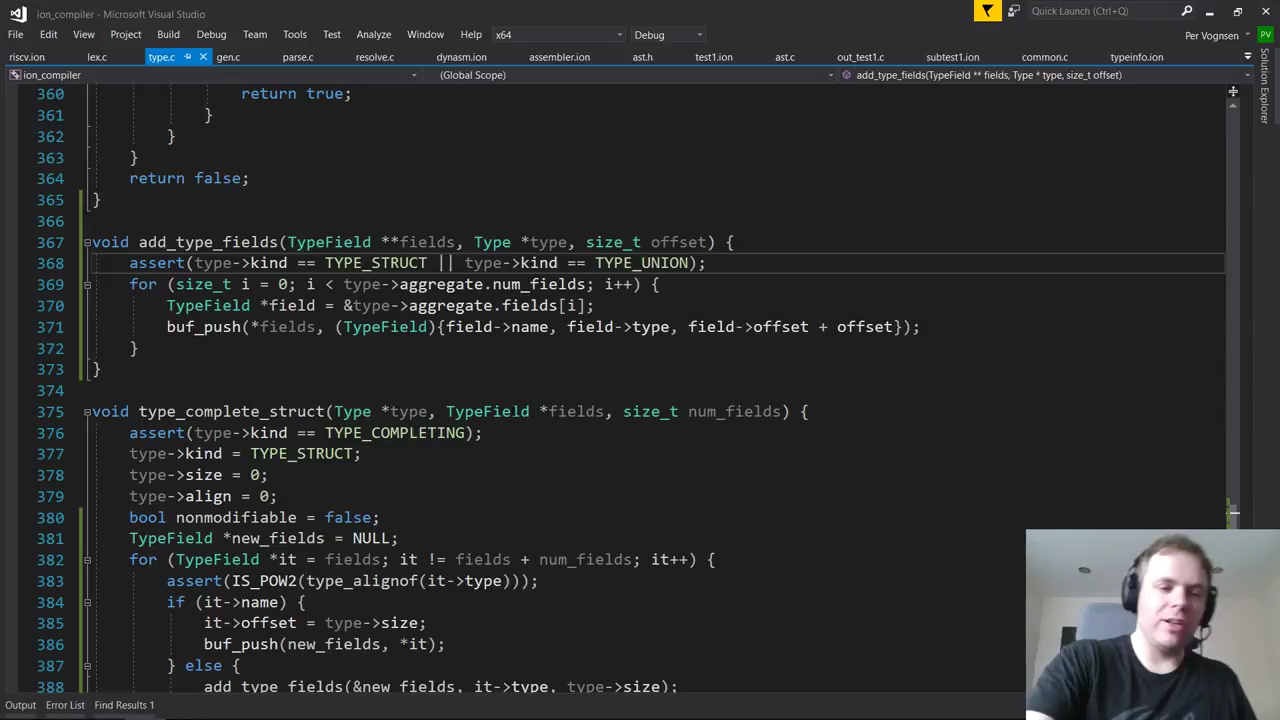 ion_compiler - Microsoft Visual Studio
Quick Launch (Ctrl+Q)
File Edit View Project Build Debug Team Tools Test Analyze Window Help x64 Debug Per Vognsen PV
riscv.ion lex.c type.c gen.c parse.c resolve.c dynasm.ion assembler.ion ast.h test1.ion ast.c out_test1.c subtest1.ion common.c typeinfo.ion
ion_compiler (Global Scope) add_type_fields(TypeField ** fields, Type * type, size_t offset)
Solution Explorer
360 return true;
361 }
362 }
363 }
364 return false;
365 }
366
367 void add_type_fields(TypeField **fields, Type *type, size_t offset) {
368 assert(type->kind == TYPE_STRUCT || type->kind == TYPE_UNION);
369 for (size_t i = 0; i < type->aggregate.num_fields; i++) {
370 TypeField *field = &type->aggregate.fields[i];
371 buf_push(*fields, (TypeField){field->name, field->type, field->offset + offset});
372 }
373 }
374
375 void type_complete_struct(Type *type, TypeField *fields, size_t num_fields) {
376 assert(type->kind == TYPE_COMPLETING);
377 type->kind = TYPE_STRUCT;
378 type->size = 0;
379 type->align = 0;
380 bool nonmodifiable = false;
381 TypeField *new_fields = NULL;
382 for (TypeField *it = fields; it != fields + num_fields; it++) {
383 assert(IS_POW2(type_alignof(it->type)));
384 if (it->name) {
385 it->offset = type->size;
386 buf_push(new_fields, *it);
387 } else {
388 add_type_fields(&new_fields, it->type, type->size);
Output Error List Find Results 1